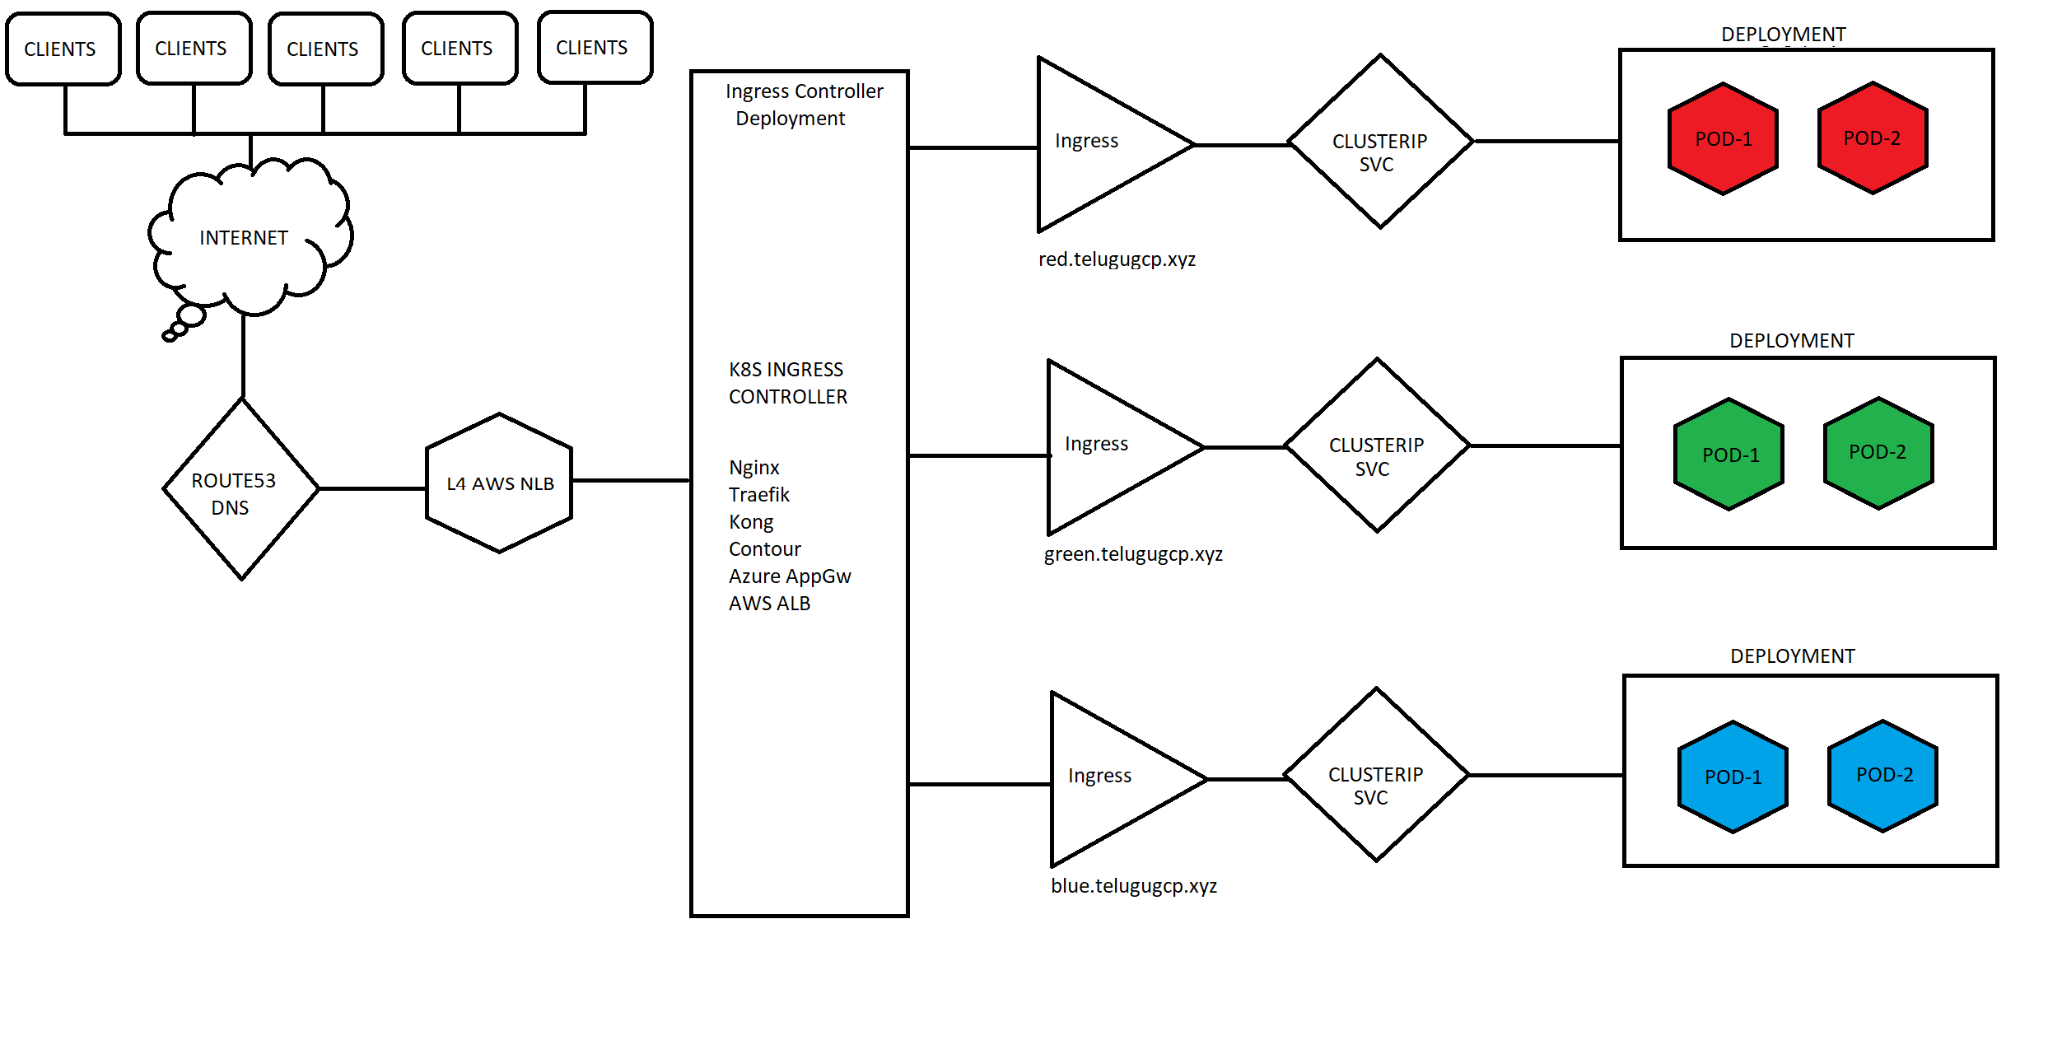 CLIENTS
CLIENTS
CLIENTS
CLIENTS
CLIENTS
INTERNET
ROUTE53
DNS
L4 AWS NLB
Ingress Controller
Deployment
K8S INGRESS
CONTROLLER
Nginx
Traefik
Kong
Contour
Azure AppGw
AWS ALB
Ingress
red.telugugcp.xyz
CLUSTERIP
SVC
DEPLOYMENT
POD-1
POD-2
Ingress
green.telugugcp.xyz
CLUSTERIP
SVC
DEPLOYMENT
POD-1
POD-2
Ingress
blue.telugugcp.xyz
CLUSTERIP
SVC
DEPLOYMENT
POD-1
POD-2